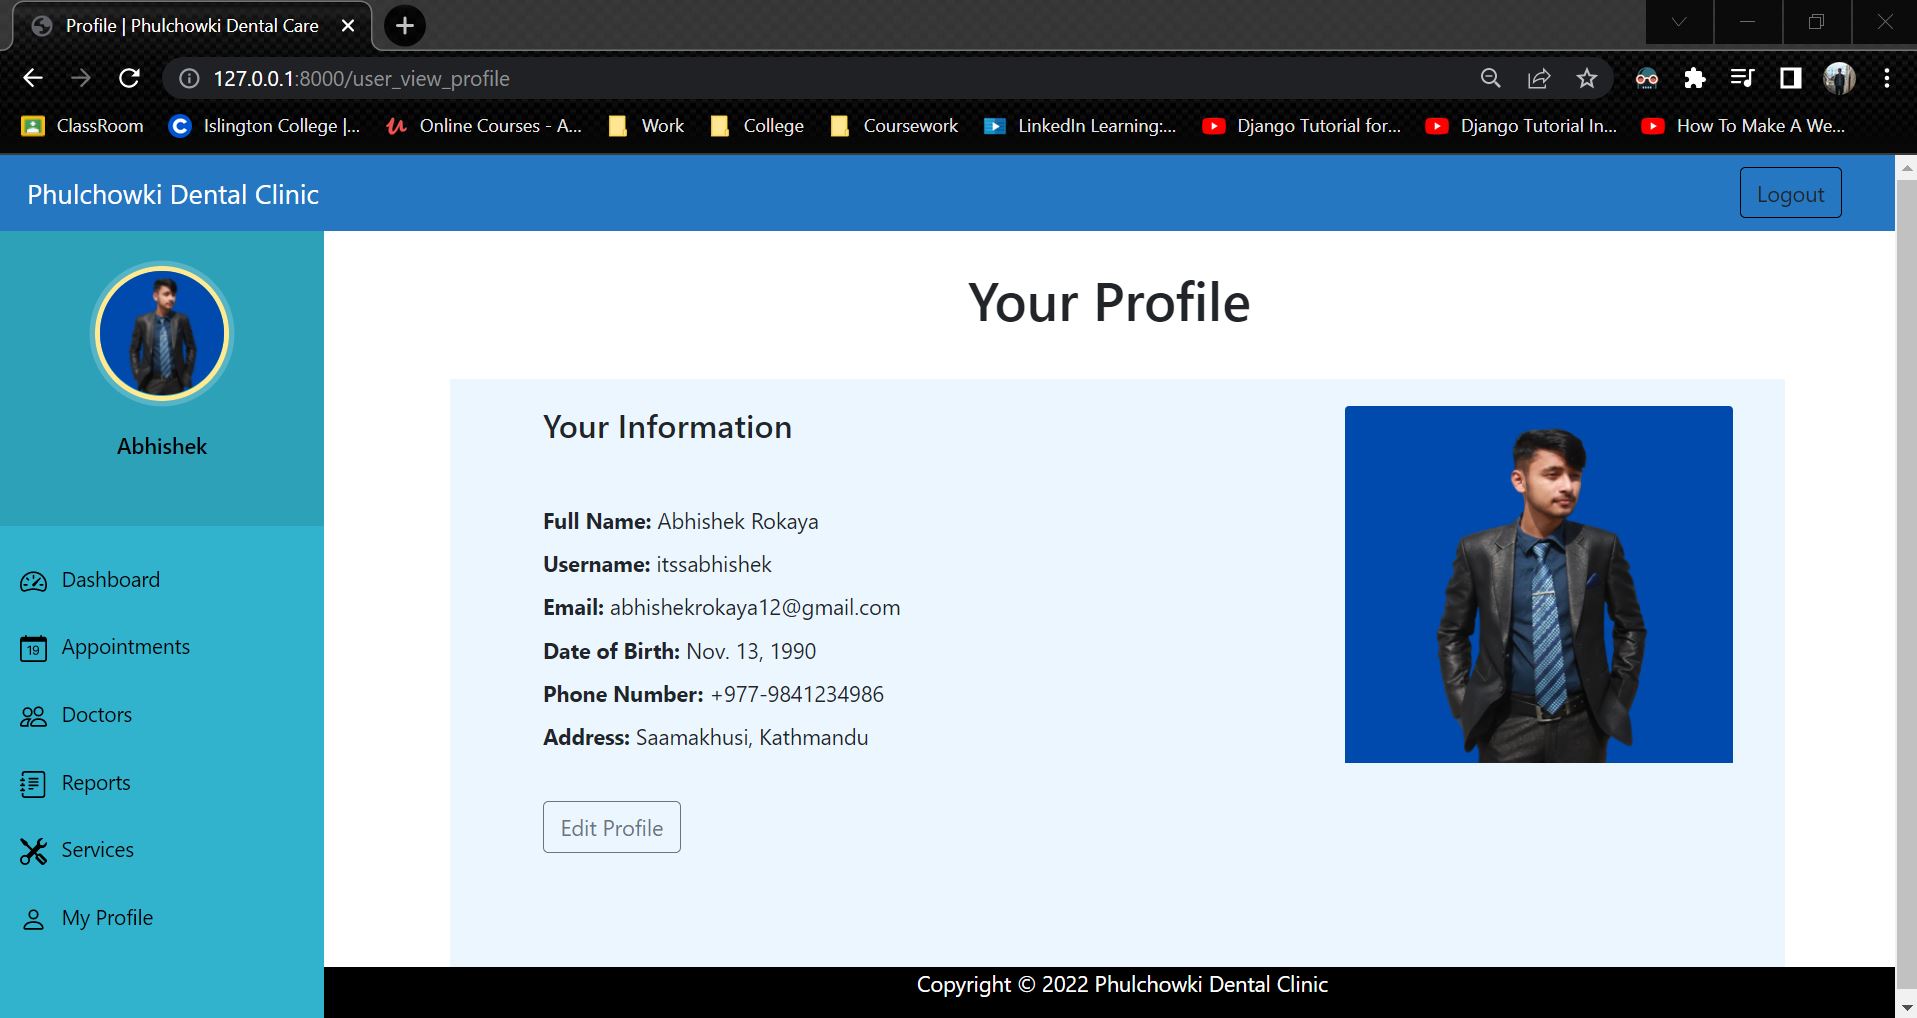 Profile | Phulchowki Dental Care
127.0.0.1:8000/user_view_profile
ClassRoom
Islington College |...
Online Courses - A...
Work
College
Coursework
LinkedIn Learning:...
Django Tutorial for...
Django Tutorial In...
How To Make A We...
Phulchowki Dental Clinic
Logout
Abhishek
Dashboard
19
Appointments
Doctors
Reports
Services
My Profile
Your Profile
Your Information
Full Name: Abhishek Rokaya
Username: itssabhishek
Email: abhishekrokaya12@gmail.com
Date of Birth: Nov. 13, 1990
Phone Number: +977-9841234986
Address: Saamakhusi, Kathmandu
Edit Profile
Copyright © 2022 Phulchowki Dental Clinic